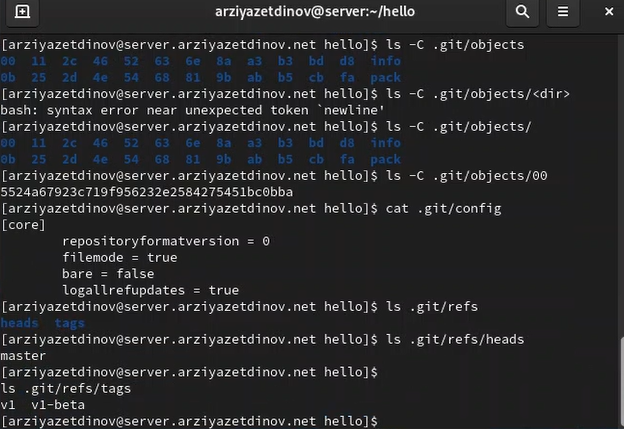 arziyazetdinov@server:~/hello
[arziyazetdinov@server.arziyazetdinov.net hello]$ ls -C .git/objects
00  11  2c  46  52  63  6e  8a  a3  b3  bd  d8  info
0b  25  2d  4e  54  68  81  9b  ab  b5  cb  fa  pack
[arziyazetdinov@server.arziyazetdinov.net hello]$ ls -C .git/objects/<dir>
bash: syntax error near unexpected token `newline'
[arziyazetdinov@server.arziyazetdinov.net hello]$ ls -C .git/objects/
00  11  2c  46  52  63  6e  8a  a3  b3  bd  d8  info
0b  25  2d  4e  54  68  81  9b  ab  b5  cb  fa  pack
[arziyazetdinov@server.arziyazetdinov.net hello]$ ls -C .git/objects/00
5524a67923c719f956232e2584275451bc0bba
[arziyazetdinov@server.arziyazetdinov.net hello]$ cat .git/config
[core]
        repositoryformatversion = 0
        filemode = true
        bare = false
        logallrefupdates = true
[arziyazetdinov@server.arziyazetdinov.net hello]$ ls .git/refs
heads  tags
[arziyazetdinov@server.arziyazetdinov.net hello]$ ls .git/refs/heads
master
[arziyazetdinov@server.arziyazetdinov.net hello]$
ls .git/refs/tags
v1  v1-beta
[arziyazetdinov@server.arziyazetdinov.net hello]$